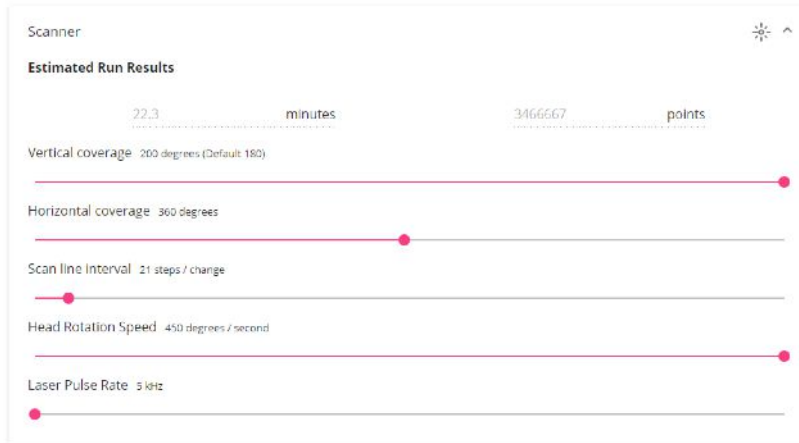 Scanner
Estimated Run Results
22.3 minutes 3466667 points
Vertical coverage 200 degrees (Default 180)
Horizontal coverage 360 degrees
Scan line interval 21 steps / change
Head Rotation Speed 450 degrees / second
Laser Pulse Rate 5 kHz